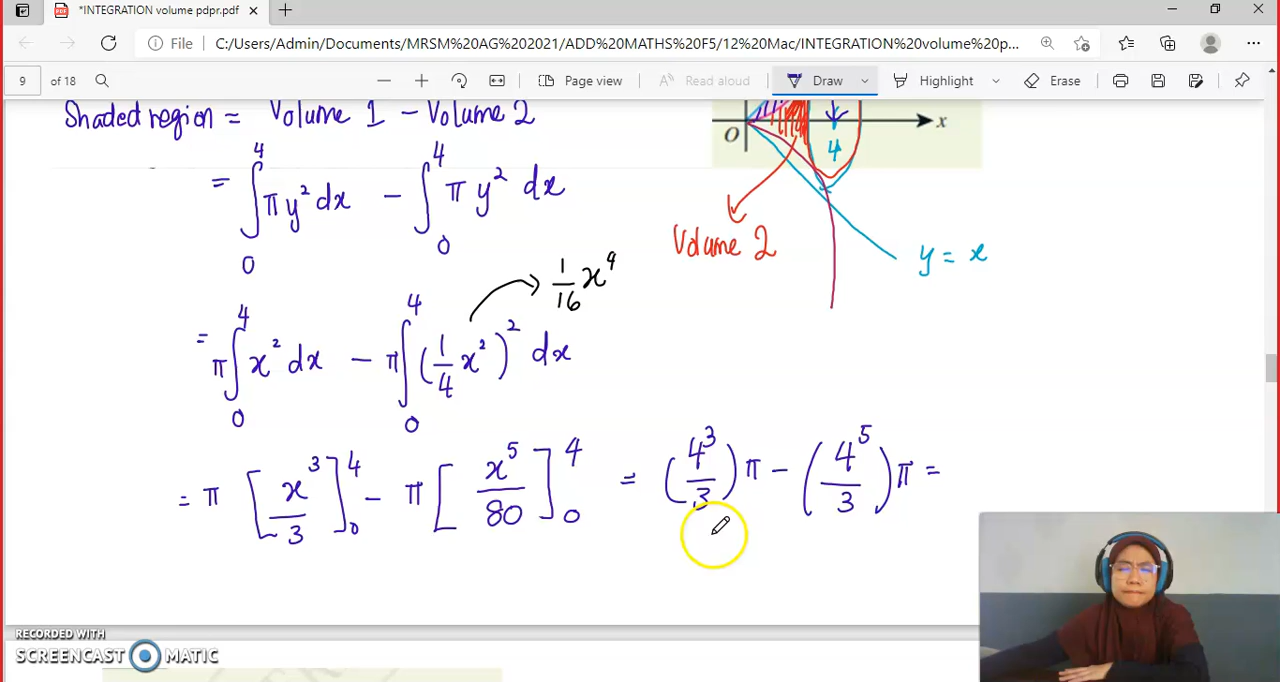 *INTEGRATION volume pdpr.pdf
File C:/Users/Admin/Documents/MRSM%20AG%202021/ADD%20MATHS%20F5/12%20Mac/INTEGRATION%20volume%20p...
9 of 18 Page view Read aloud Draw Highlight Erase
Shaded region = Volume 1 - Volume 2
= ∫₀⁴ πy² dx - ∫₀⁴ πy² dx
1/16 x⁴
= π∫₀⁴ x² dx - π∫₀⁴ (1/4 x²)² dx
= π [x³/3]₀⁴ - π [x⁵/80]₀⁴ = (4³/3)π - (4⁵/3)π =
O x
4
Volume 2
y = x
RECORDED WITH
SCREENCAST MATIC